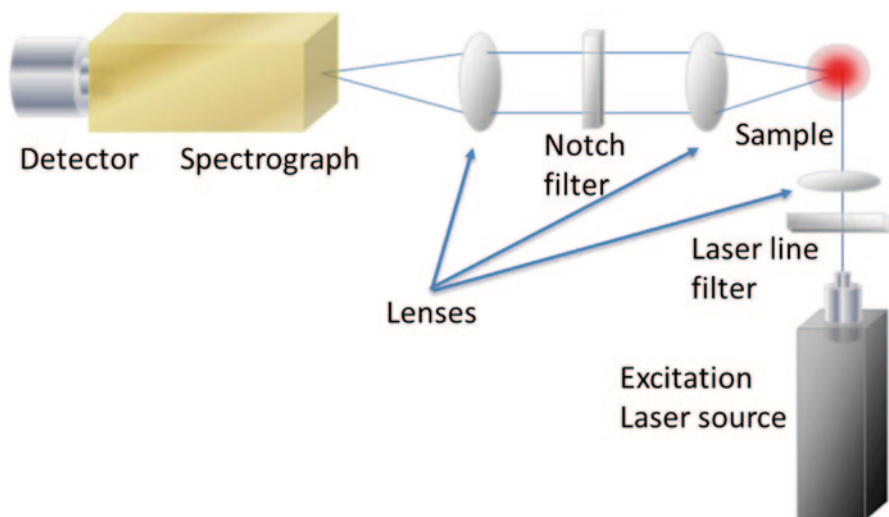 Detector
Spectrograph
Notch
filter
Sample
Laser line
filter
Lenses
Excitation
Laser source